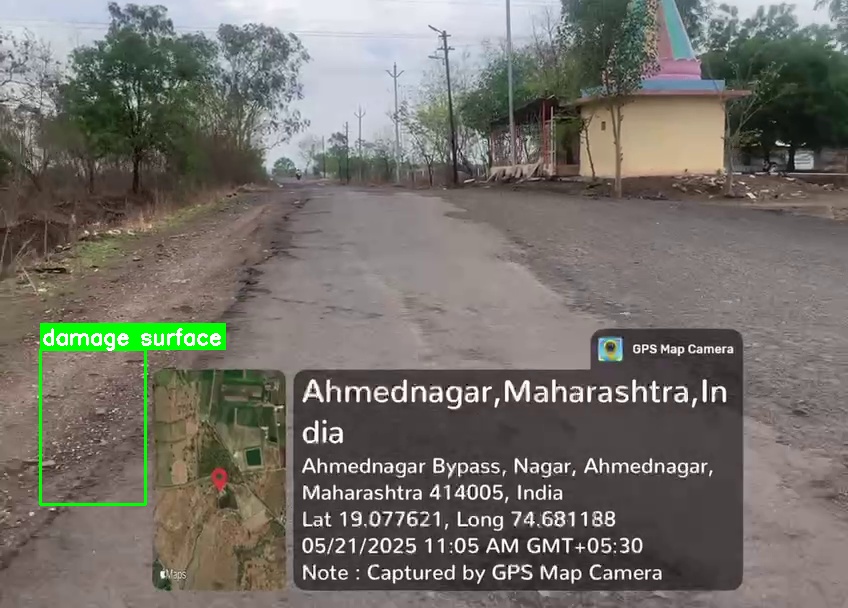 damage surface
GPS Map Camera
Ahmednagar,Maharashtra,In
dia
Ahmednagar Bypass, Nagar, Ahmednagar,
Maharashtra 414005, India
Lat 19.077621, Long 74.681188
05/21/2025 11:05 AM GMT+05:30
Note : Captured by GPS Map Camera
Maps